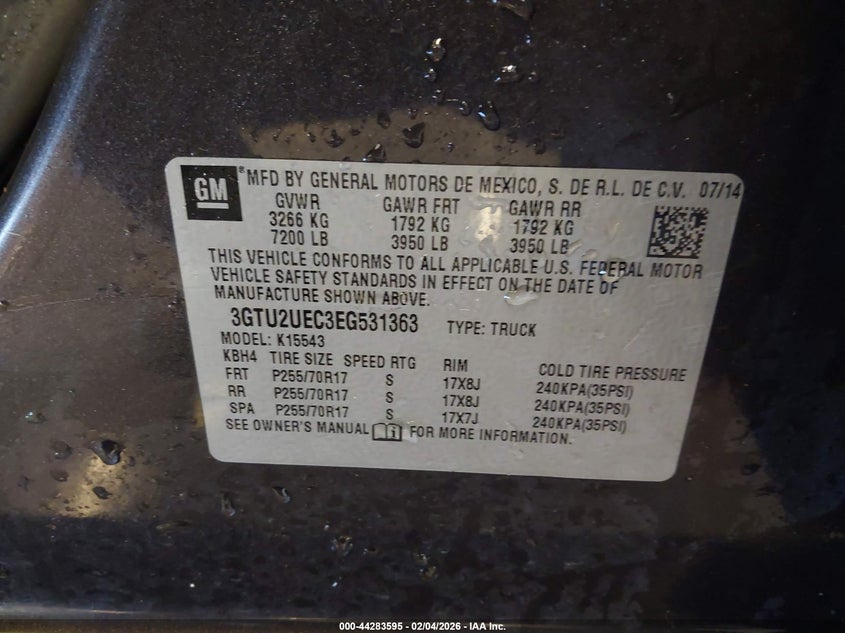 GM
® MFD BY GENERAL MOTORS DE MEXICO, S. DE R.L. DE C.V. 07/14
GVWR GAWR FRT GAWR RR
3266 KG 1792 KG 1792 KG
7200 LB 3950 LB 3950 LB
THIS VEHICLE CONFORMS TO ALL APPLICABLE U.S. FEDERAL MOTOR
VEHICLE SAFETY STANDARDS IN EFFECT ON THE DATE OF
MANUFACTURE SHOWN ABOVE.
3GTU2UEC3EG531363 TYPE: TRUCK
MODEL: K15543
KBH4 TIRE SIZE SPEED RTG RIM COLD TIRE PRESSURE
FRT P255/70R17 S 17X8J 240KPA(35PSI)
RR P255/70R17 S 17X8J 240KPA(35PSI)
SPA P255/70R17 S 17X7J 240KPA(35PSI)
SEE OWNER'S MANUAL i FOR MORE INFORMATION.
000-44283595 - 02/04/2026 - IAA Inc.